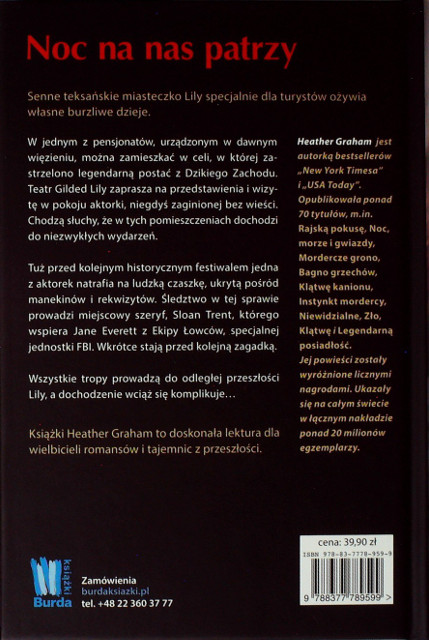 Noc na nas patrzy
Senne teksańskie miasteczko Lily specjalnie dla turystów ożywia
własne burzliwe dzieje.
W jednym z pensjonatów, urządzonym w dawnym
więzieniu, można zamieszkać w celi, w której za-
strzelono legendarną postać z Dzikiego Zachodu.
Teatr Gilded Lily zaprasza na przedstawienia i wizy-
tę w pokoju aktorki, niegdyś zaginionej bez wieści.
Chodzą słuchy, że w tych pomieszczeniach dochodzi
do niezwykłych wydarzeń.
Tuż przed kolejnym historycznym festiwalem jedna
z aktorek natrafia na ludzką czaszkę, ukrytą pośród
manekinów i rekwizytów. Śledztwo w tej sprawie
prowadzi miejscowy szeryf, Sloan Trent, którego
wspiera Jane Everett z Ekipy Łowców, specjalnej
jednostki FBI. Wkrótce stają przed kolejną zagadką.
Wszystkie tropy prowadzą do odległej przeszłości
Lily, a dochodzenie wciąż się komplikuje...
Książki Heather Graham to doskonała lektura dla
wielbicieli romansów i tajemnic z przeszłości.
Heather Graham jest
autorką bestsellerów
„New York Timesa”
i „USA Today”.
Opublikowała ponad
70 tytułów, m.in.
Rajską pokusę, Noc,
morze i gwiazdy,
Mordercze grono,
Bagno grzechów,
Klątwę kanionu,
Instynkt mordercy,
Niewidzialne, Zło,
Klątwę i Legendarną
posiadłość.
Jej powieści zostały
wyróżnione licznymi
nagrodami. Ukazały
się na całym świecie
w łącznym nakładzie
ponad 20 milionów
egzemplarzy.
książki
Burda
Zamówienia
burdaksiazki.pl
tel. +48 22 360 37 77
cena: 39,90 zł
ISBN 978-83-7778-959-9
9 788377 789599 >